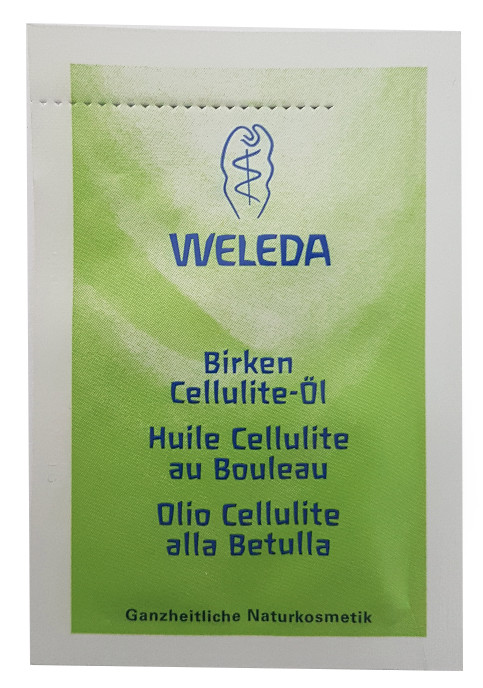 WELEDA
Birken
Cellulite-Öl
Huile Cellulite
au Bouleau
Olio Cellulite
alla Betulla
Ganzheitliche Naturkosmetik